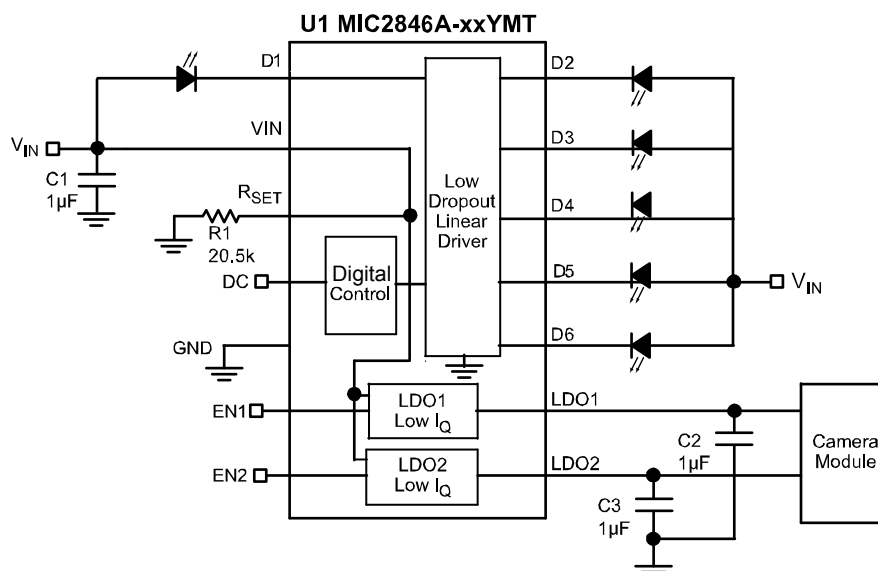 U1 MIC2846A-xxYMT
D1
D2
VIN
D3
VIN
C1
1µF
RSET
Low
Dropout
Linear
Driver
D4
R1
20.5k
DC
Digital
Control
D5
VIN
GND
D6
EN1
LDO1
Low IQ
LDO1
C2
1µF
Camera
Module
EN2
LDO2
Low IQ
LDO2
C3
1µF